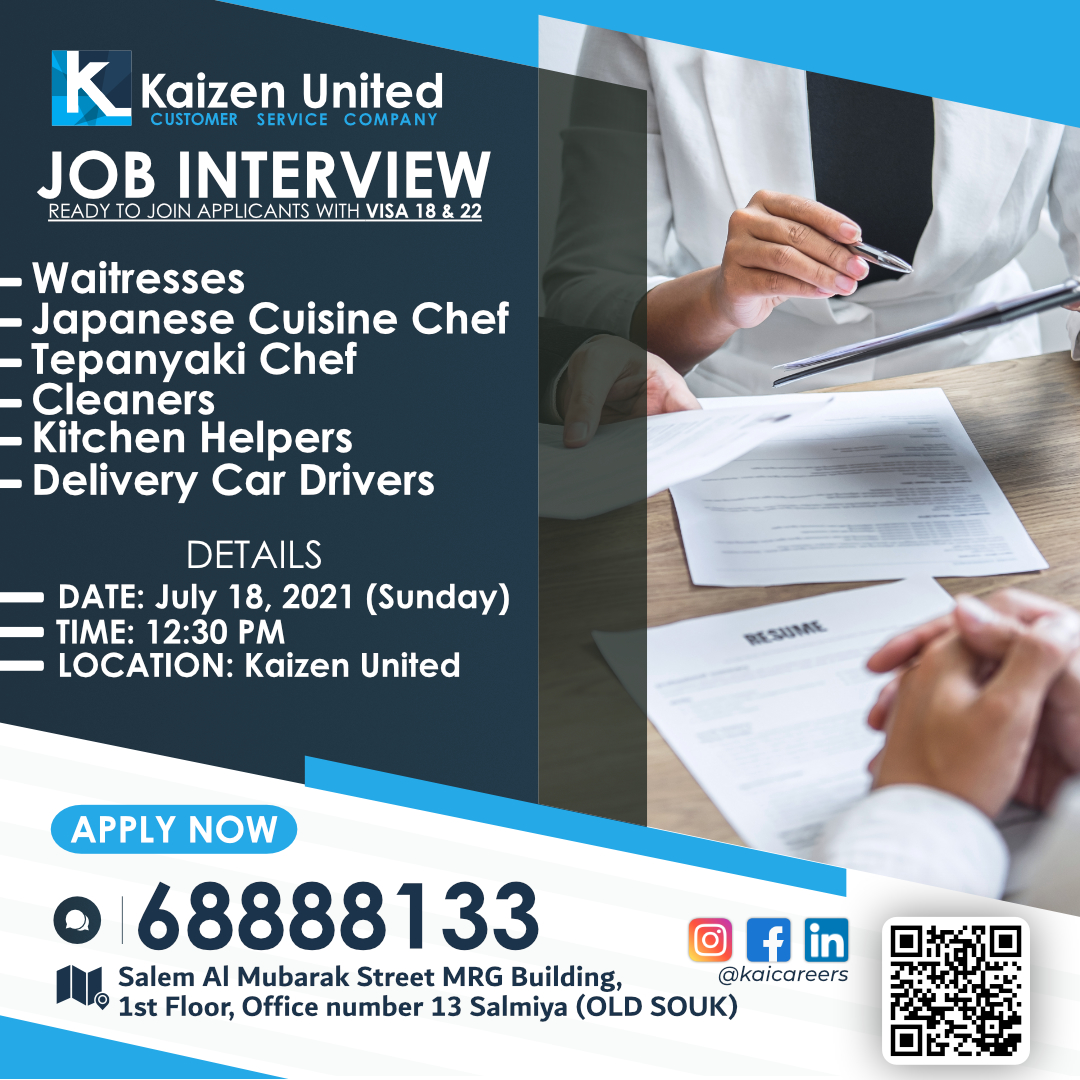 K Kaizen United
CUSTOMER SERVICE COMPANY
JOB INTERVIEW
READY TO JOIN APPLICANTS WITH VISA 18 & 22
Waitresses
Japanese Cuisine Chef
Tepanyaki Chef
Cleaners
Kitchen Helpers
Delivery Car Drivers
DETAILS
DATE: July 18, 2021 (Sunday)
TIME: 12:30 PM
LOCATION: Kaizen United
RESUME
APPLY NOW
68888133
Salem Al Mubarak Street MRG Building,
1st Floor, Office number 13 Salmiya (OLD SOUK)
@kaicareers